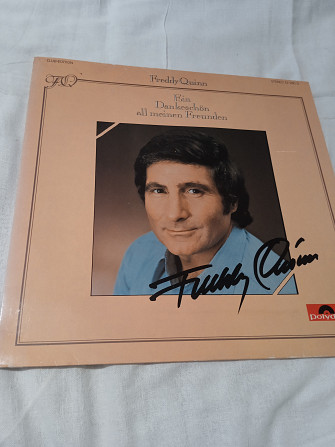 Freddy Quinn
Ein
Dankeschön
all meinen Freunden
Freddy Quinn
Polydor